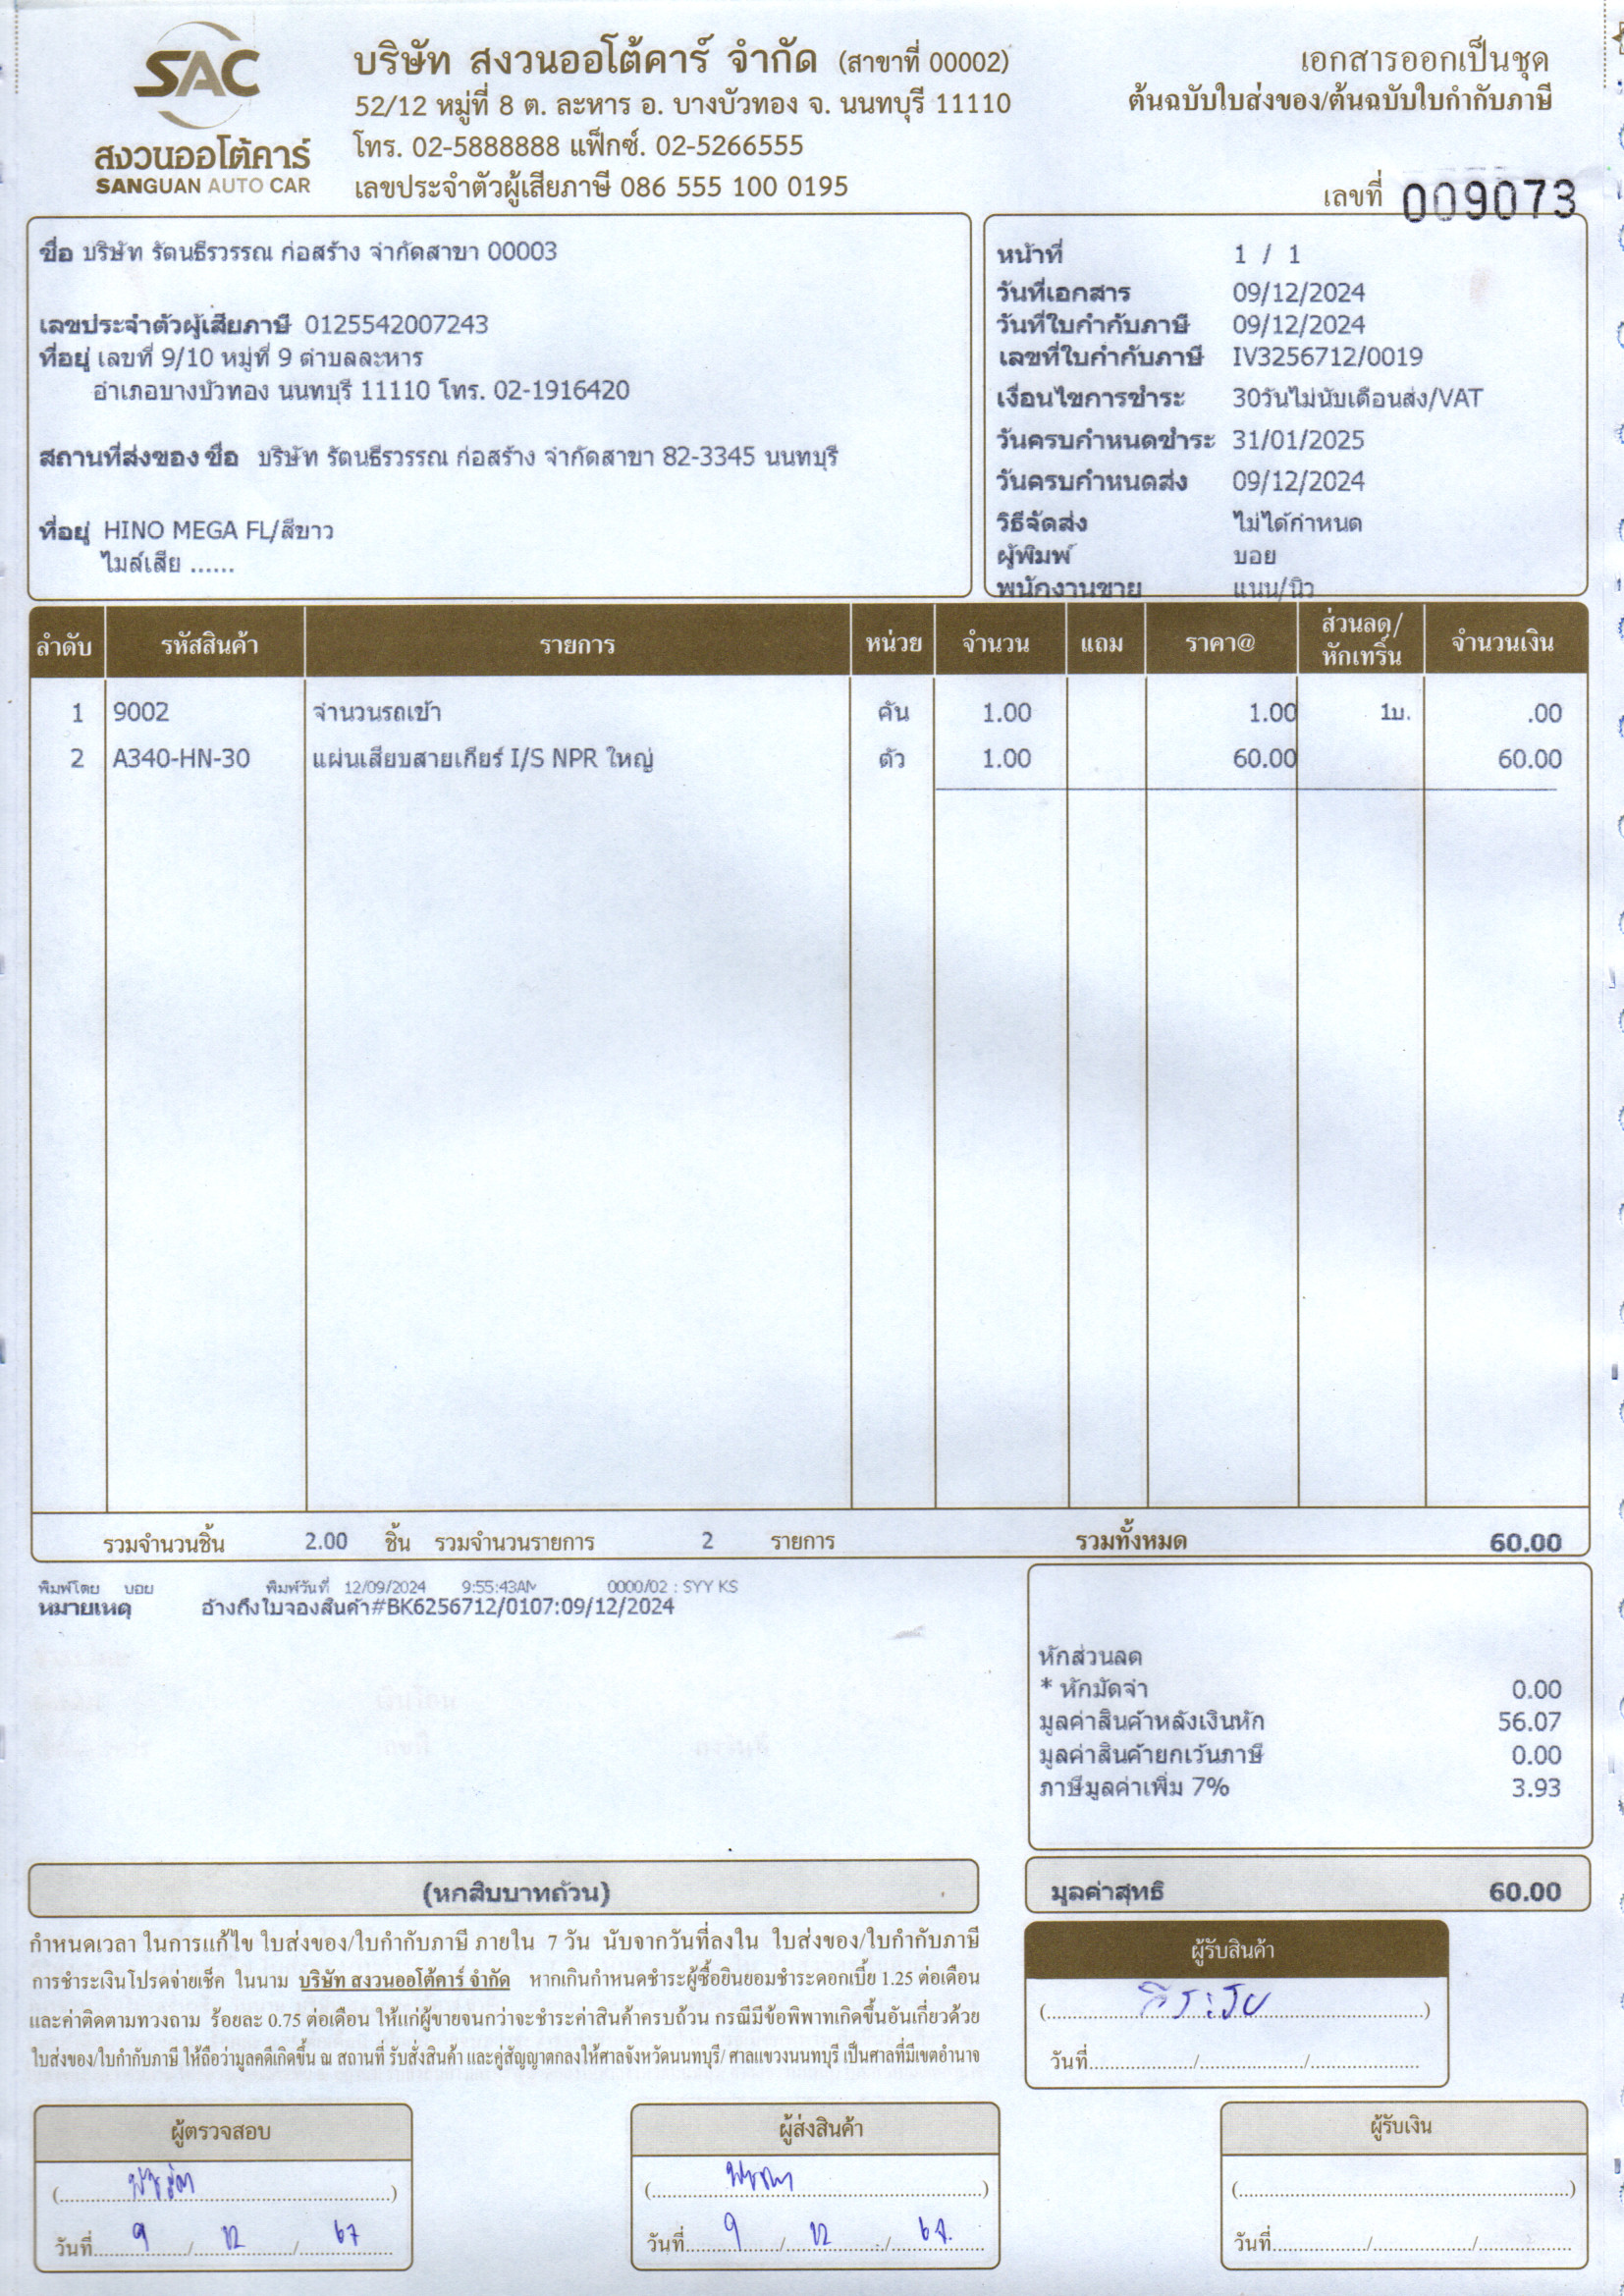 SAC
สงวนออโต้คาร์
SANGUAN AUTO CAR
บริษัท สงวนออโต้คาร์ จำกัด (สาขาที่ 00002)
52/12 หมู่ที่ 8 ต. ละหาร อ. บางบัวทอง จ. นนทบุรี 11110
โทร. 02-5888888 แฟ็กซ์. 02-5266555
เลขประจำตัวผู้เสียภาษี 086 555 100 0195
เอกสารออกเป็นชุด
ต้นฉบับใบส่งของ/ต้นฉบับใบกำกับภาษี
เลขที่ 009073
ชื่อ บริษัท รัตนธีรวรรณ ก่อสร้าง จำกัดสาขา 00003
เลขประจำตัวผู้เสียภาษี 0125542007243
ที่อยู่ เลขที่ 9/10 หมู่ที่ 9 ตำบลละหาร
อำเภอบางบัวทอง นนทบุรี 11110 โทร. 02-1916420
สถานที่ส่งของ ชื่อ บริษัท รัตนธีรวรรณ ก่อสร้าง จำกัดสาขา 82-3345 นนทบุรี
ที่อยู่ HINO MEGA FL/สีขาว
ไมล์เสีย ......
หน้าที่ 1 / 1
วันที่เอกสาร 09/12/2024
วันที่ใบกำกับภาษี 09/12/2024
เลขที่ใบกำกับภาษี IV3256712/0019
เงื่อนไขการชำระ 30วันไม่นับเดือนส่ง/VAT
วันครบกำหนดชำระ 31/01/2025
วันครบกำหนดส่ง 09/12/2024
วิธีจัดส่ง ไม่ได้กำหนด
ผู้พิมพ์ บอย
พนักงานขาย แนน/นิว
ลำดับ รหัสสินค้า รายการ หน่วย จำนวน แถม ราคา@ ส่วนลด/หักเทริ์น จำนวนเงิน
1 9002 จำนวนรถเข้า คัน 1.00 1.00 1บ. .00
2 A340-HN-30 แผ่นเสียบสายเกียร์ I/S NPR ใหญ่ ตัว 1.00 60.00 60.00
รวมจำนวนชิ้น 2.00 ชิ้น รวมจำนวนรายการ 2 รายการ รวมทั้งหมด 60.00
พิมพ์โดย บอย พิมพ์วันที่ 12/09/2024 9:55:43AM 0000/02 : SYY KS
หมายเหตุ อ้างถึงใบจองสินค้า#BK6256712/0107:09/12/2024
หักส่วนลด
* หักมัดจำ 0.00
มูลค่าสินค้าหลังเงินหัก 56.07
มูลค่าสินค้ายกเว้นภาษี 0.00
ภาษีมูลค่าเพิ่ม 7% 3.93
(หกสิบบาทถ้วน)
มูลค่าสุทธิ 60.00
กำหนดเวลา ในการแก้ไข ใบส่งของ/ใบกำกับภาษี ภายใน 7 วัน นับจากวันที่ลงใน ใบส่งของ/ใบกำกับภาษี
การชำระเงินโปรดจ่ายเช็ค ในนาม บริษัท สงวนออโต้คาร์ จำกัด หากเกินกำหนดชำระผู้ซื้อยินยอมชำระดอกเบี้ย 1.25 ต่อเดือน
และค่าติดตามทวงถาม ร้อยละ 0.75 ต่อเดือน ให้แก่ผู้ขายจนกว่าจะชำระค่าสินค้าครบถ้วน กรณีมีข้อพิพาทเกิดขึ้นอันเกี่ยวด้วย
ใบส่งของ/ใบกำกับภาษี ให้ถือว่ามูลคดีเกิดขึ้น ณ สถานที่ รับสั่งสินค้า และคู่สัญญาตกลงให้ศาลจังหวัดนนทบุรี/ ศาลแขวงนนทบุรี เป็นศาลที่มีเขตอำนาจ
ผู้รับสินค้า
วันที่
ผู้ตรวจสอบ
วันที่ 9 / 12 / 67
ผู้ส่งสินค้า
วันที่ 9 / 12 / 67.
ผู้รับเงิน
วันที่